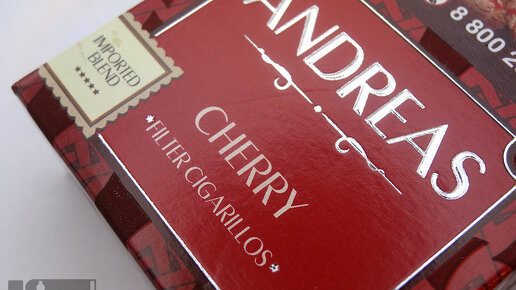 IMPORTED
BLEND
★★★★★
ANDREAS
CHERRY
★FILTER CIGARILLOS★
8 800 2